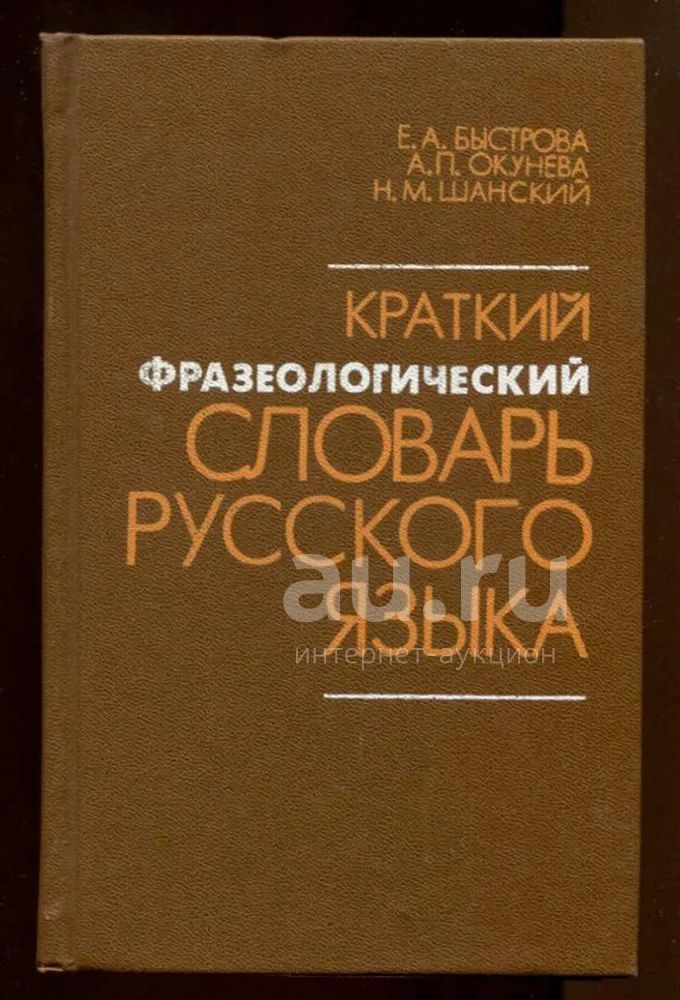 Е. А. БЫСТРОВА
А. П. ОКУНЕВА
Н. М. ШАНСКИЙ
КРАТКИЙ
ФРАЗЕОЛОГИЧЕСКИЙ
СЛОВАРЬ
РУССКОГО
ЯЗЫКА
au.ru
интернет-аукцион